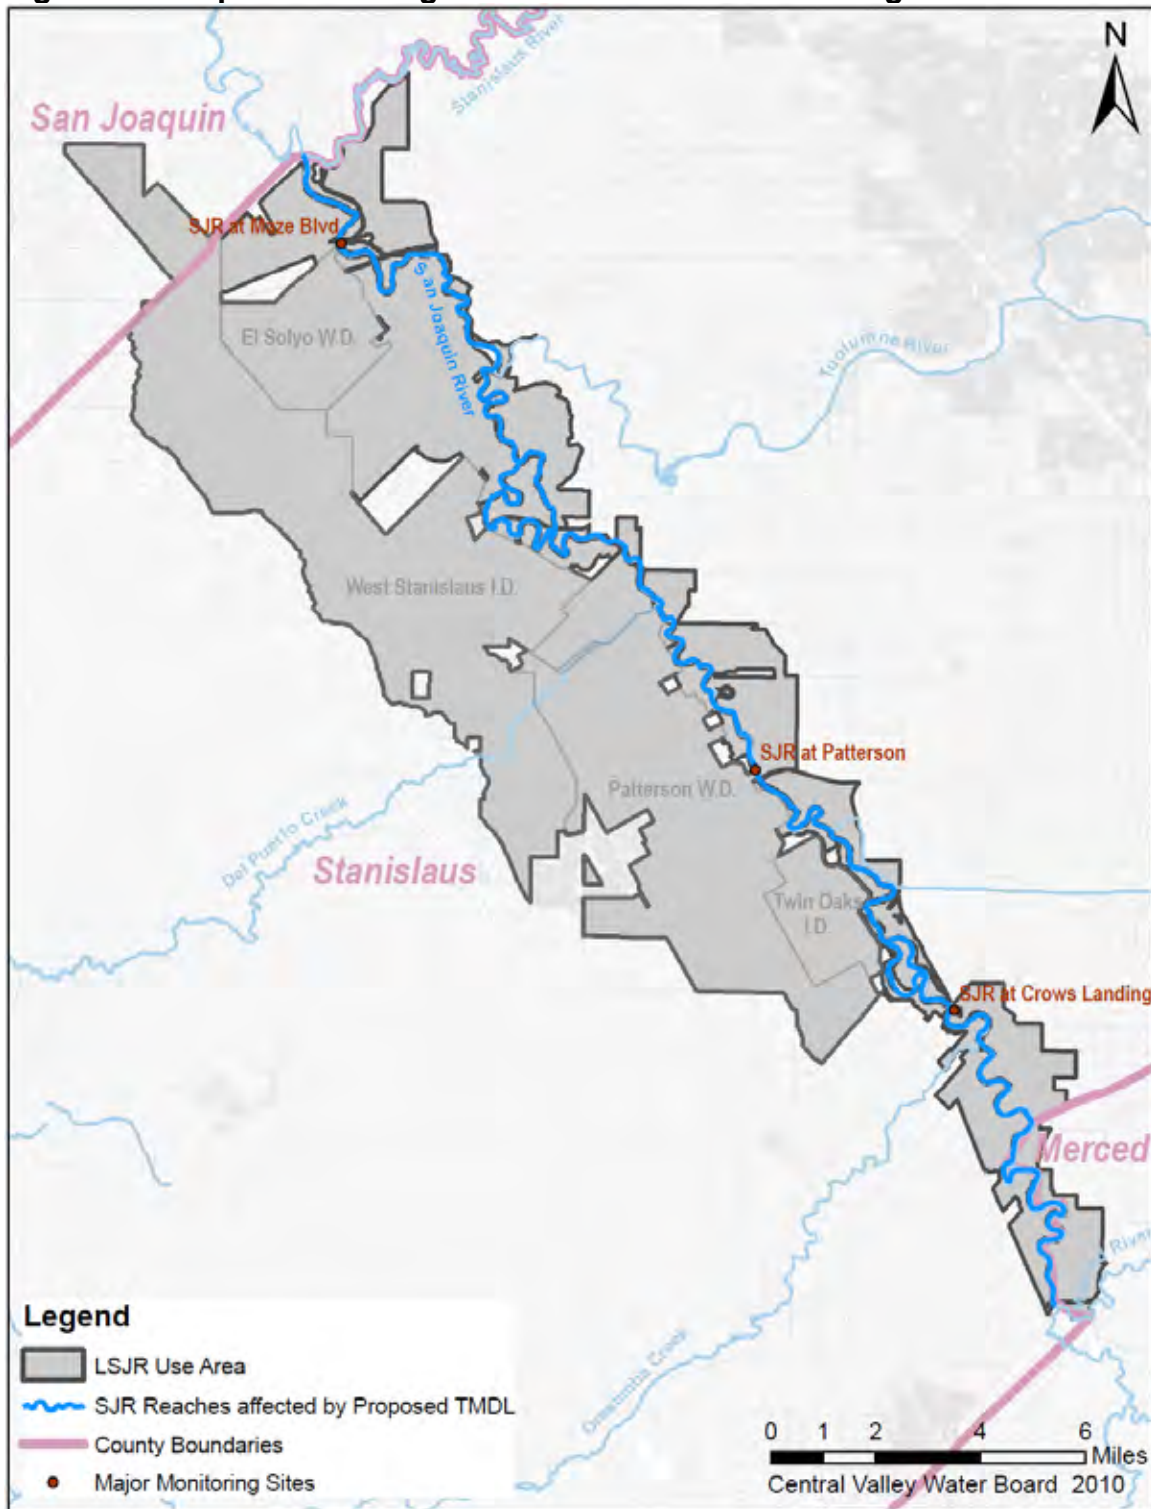 N
Stanislaus River
San Joaquin
SJR at Maze Blvd
San Joaquin River
El Solyo W.D.
Tuolumne River
West Stanislaus I.D.
SJR at Patterson
Patterson W.D.
Del Puerto Creek
Stanislaus
Twin Oaks
I.D.
SJR at Crows Landing
Merced
River
Orestimba Creek
Legend
LSJR Use Area
SJR Reaches affected by Proposed TMDL
County Boundaries
Major Monitoring Sites
0 1 2 4 6
Miles
Central Valley Water Board 2010